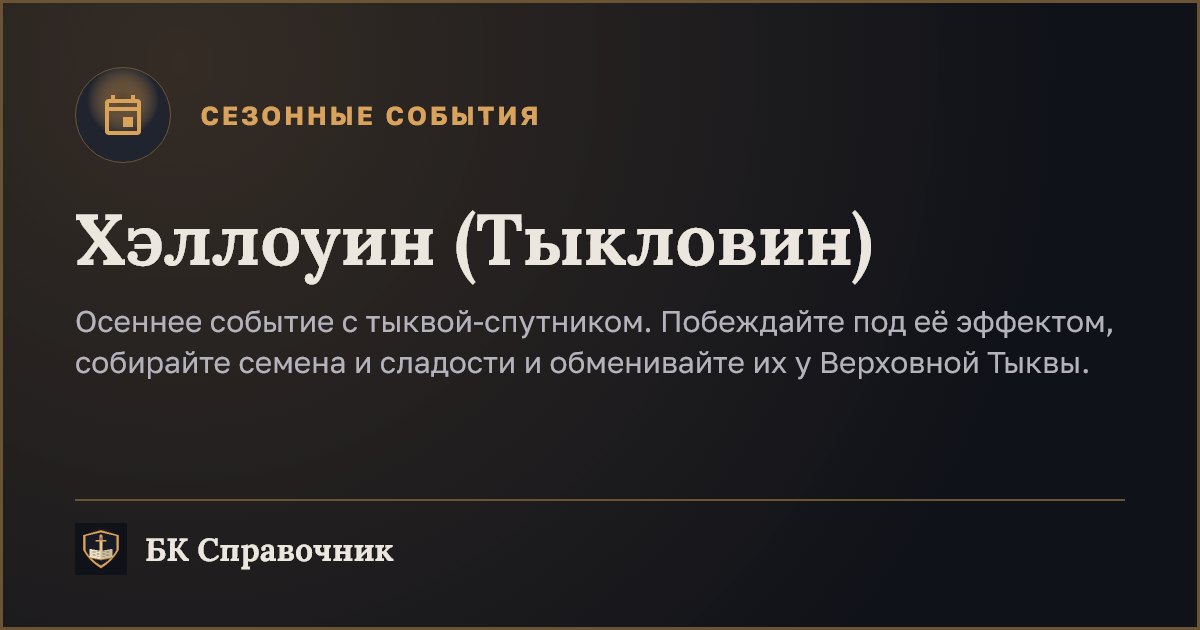 СЕЗОННЫЕ СОБЫТИЯ
Хэллоуин (Тыкловин)
Осеннее событие с тыквой-спутником. Побеждайте под её эффектом,
собирайте семена и сладости и обменивайте их у Верховной Тыквы.
БК Справочник